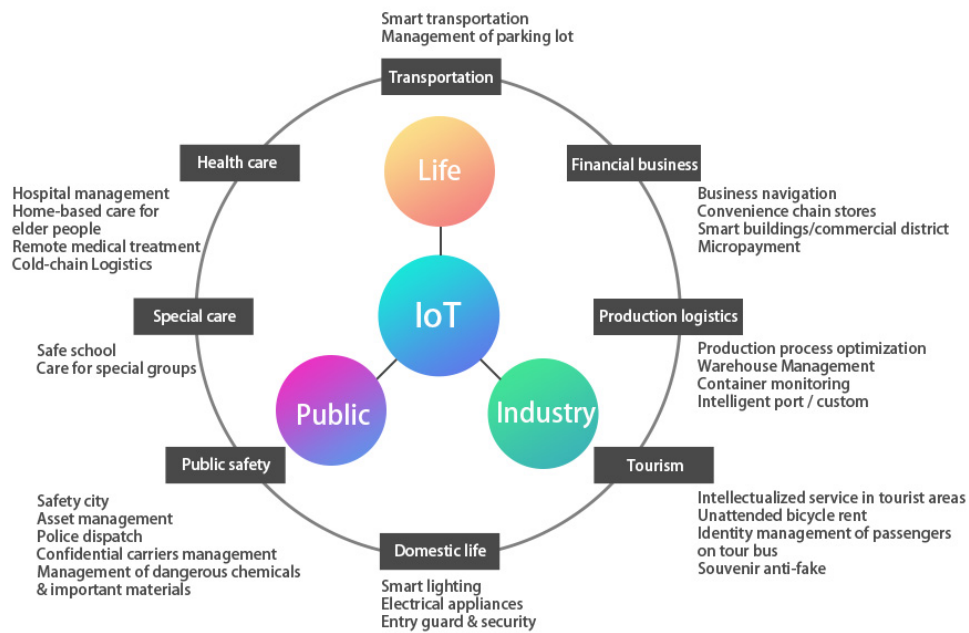 Smart transportation
Management of parking lot
Transportation
Life
Health care
Financial business
Hospital management
Home-based care for
elder people
Remote medical treatment
Cold-chain Logistics
Business navigation
Convenience chain stores
Smart buildings/commercial district
Micropayment
IoT
Special care
Production logistics
Safe school
Care for special groups
Production process optimization
Warehouse Management
Container monitoring
Intelligent port / custom
Public
Industry
Public safety
Tourism
Safety city
Asset management
Police dispatch
Confidential carriers management
Management of dangerous chemicals
& important materials
Intellectualized service in tourist areas
Unattended bicycle rent
Identity management of passengers
on tour bus
Souvenir anti-fake
Domestic life
Smart lighting
Electrical appliances
Entry guard & security